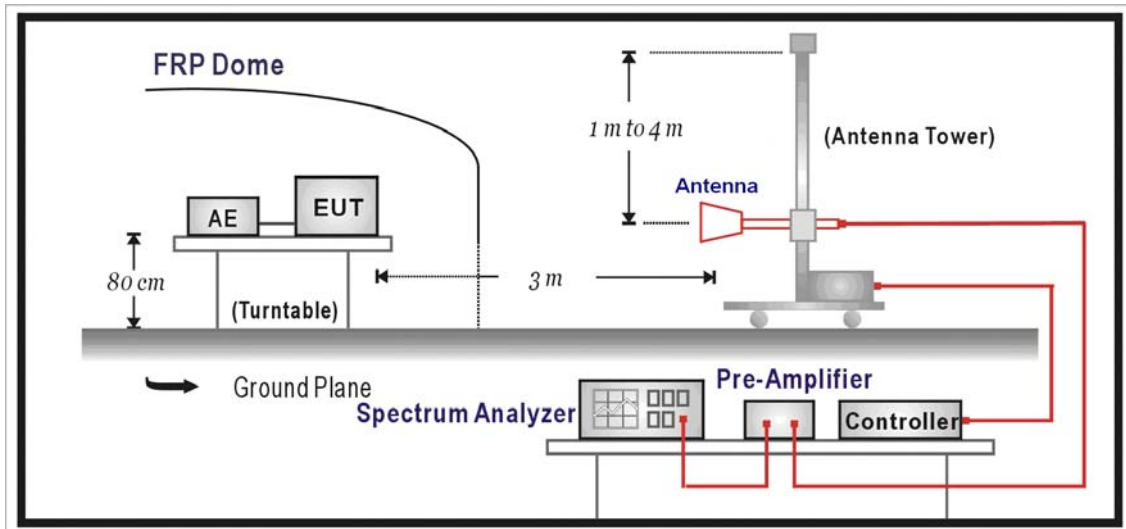 FRP Dome
1 m to 4 m
(Antenna Tower)
Antenna
AE
EUT
80 cm
3 m
(Turntable)
Ground Plane
Pre-Amplifier
Spectrum Analyzer
Controller